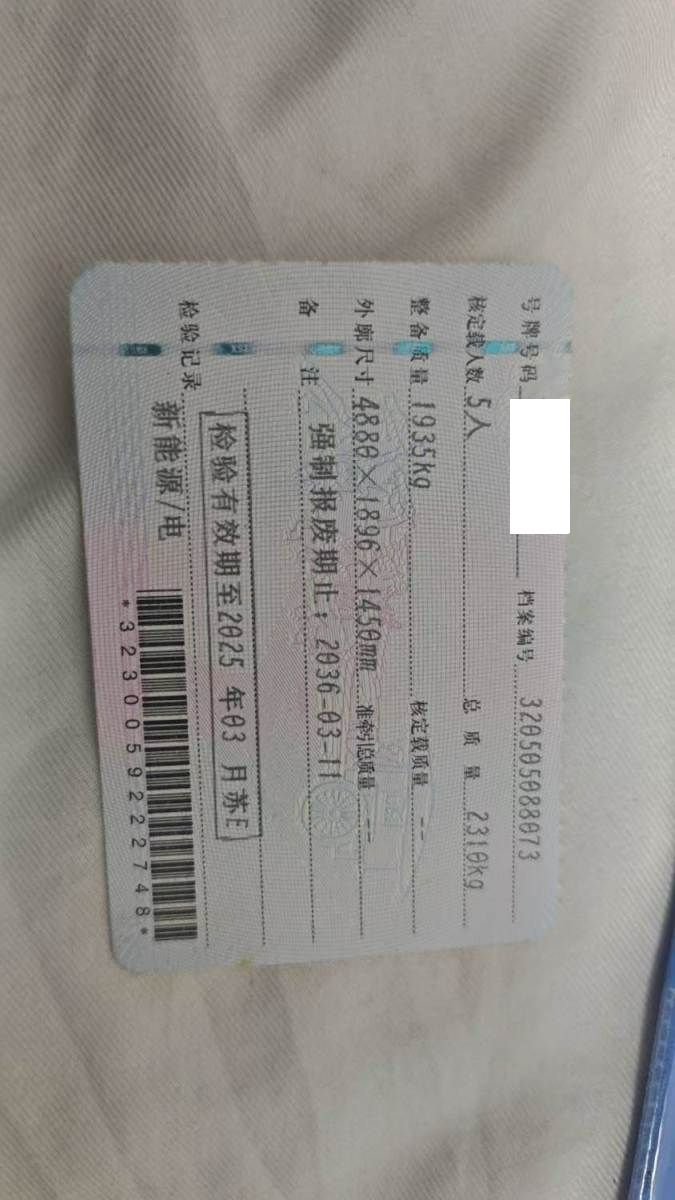 号牌号码 档案编号 320505088073
核定载人数 5人 总质量 2310kg
整备质量 1935kg 核定载质量 --
外廓尺寸 4880×1896×1450mm 准牵引总质量 --
备注 强制报废期止：2036-03-11
检验有效期至2025年03月苏E
检验记录
新能源/电
*3230059222748*